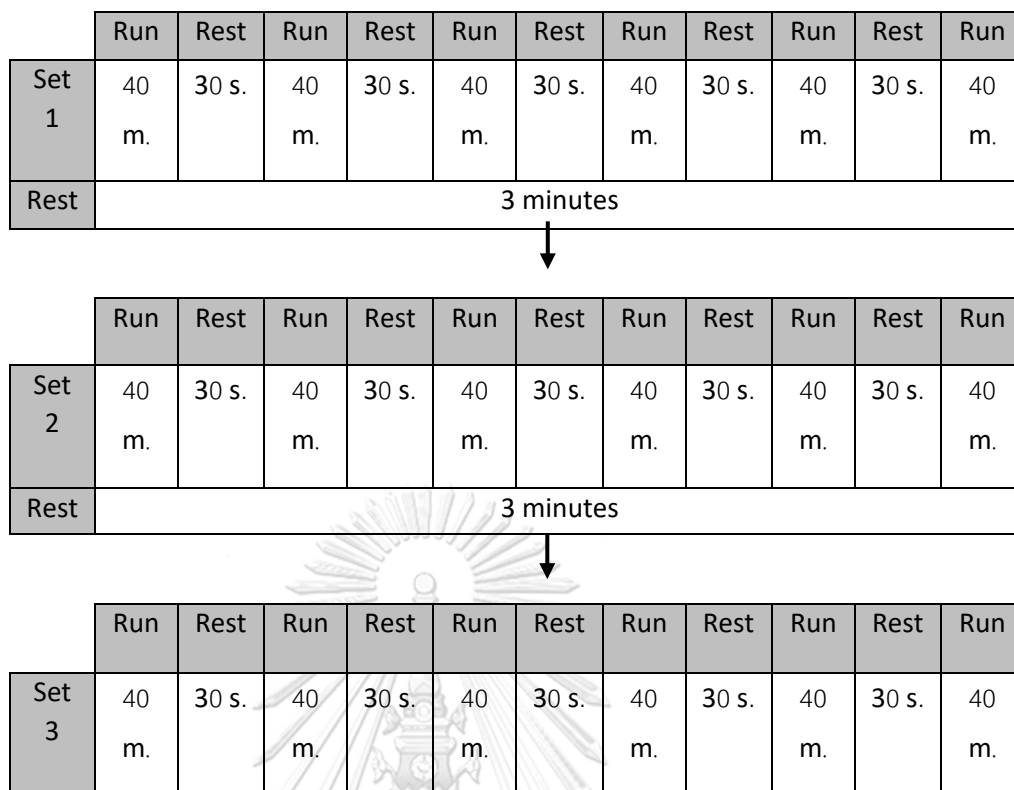 Run Rest Run Rest Run Rest Run Rest Run Rest Run
Set 1 40 m. 30 s. 40 m. 30 s. 40 m. 30 s. 40 m. 30 s. 40 m. 30 s. 40 m.
Rest 3 minutes
Run Rest Run Rest Run Rest Run Rest Run Rest Run
Set 2 40 m. 30 s. 40 m. 30 s. 40 m. 30 s. 40 m. 30 s. 40 m. 30 s. 40 m.
Rest 3 minutes
Run Rest Run Rest Run Rest Run Rest Run Rest Run
Set 3 40 m. 30 s. 40 m. 30 s. 40 m. 30 s. 40 m. 30 s. 40 m. 30 s. 40 m.